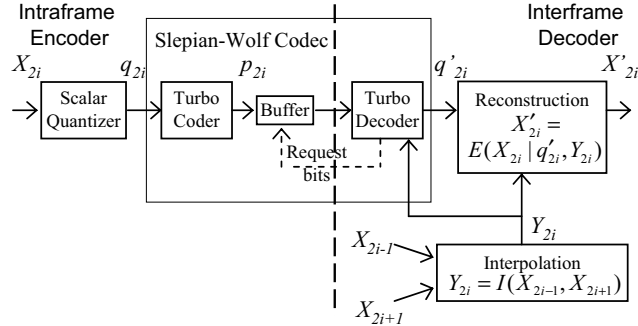 Intraframe
Encoder
Interframe
Decoder
Slepian-Wolf Codec
X2i
q2i
p2i
q'2i
X'2i
Scalar
Quantizer
Turbo
Coder
Buffer
Turbo
Decoder
Reconstruction
X′2i =
E(X2i | q′2i, Y2i)
Request
bits
Y2i
X2i-1
Interpolation
Y2i = I(X2i−1, X2i+1)
X2i+1